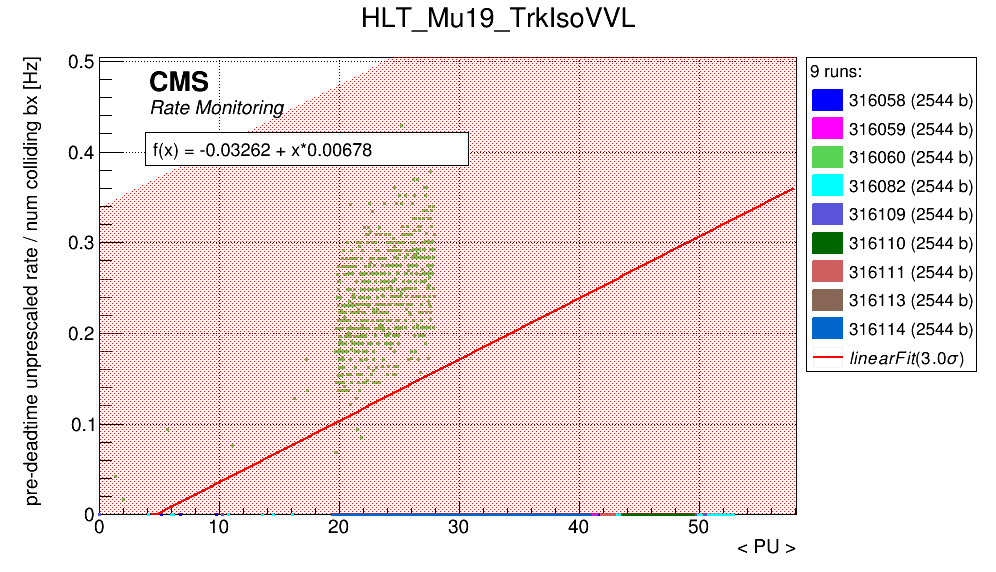 HLT_Mu19_TrkIsoVVL
pre-deadtime unprescaled rate / num colliding bx [Hz]
0.5
0.4
0.3
0.2
0.1
0
CMS
Rate Monitoring
f(x) = -0.03262 + x*0.00678
0 10 20 30 40 50
< PU >
9 runs:
316058 (2544 b)
316059 (2544 b)
316060 (2544 b)
316082 (2544 b)
316109 (2544 b)
316110 (2544 b)
316111 (2544 b)
316113 (2544 b)
316114 (2544 b)
linearFit(3.0σ)